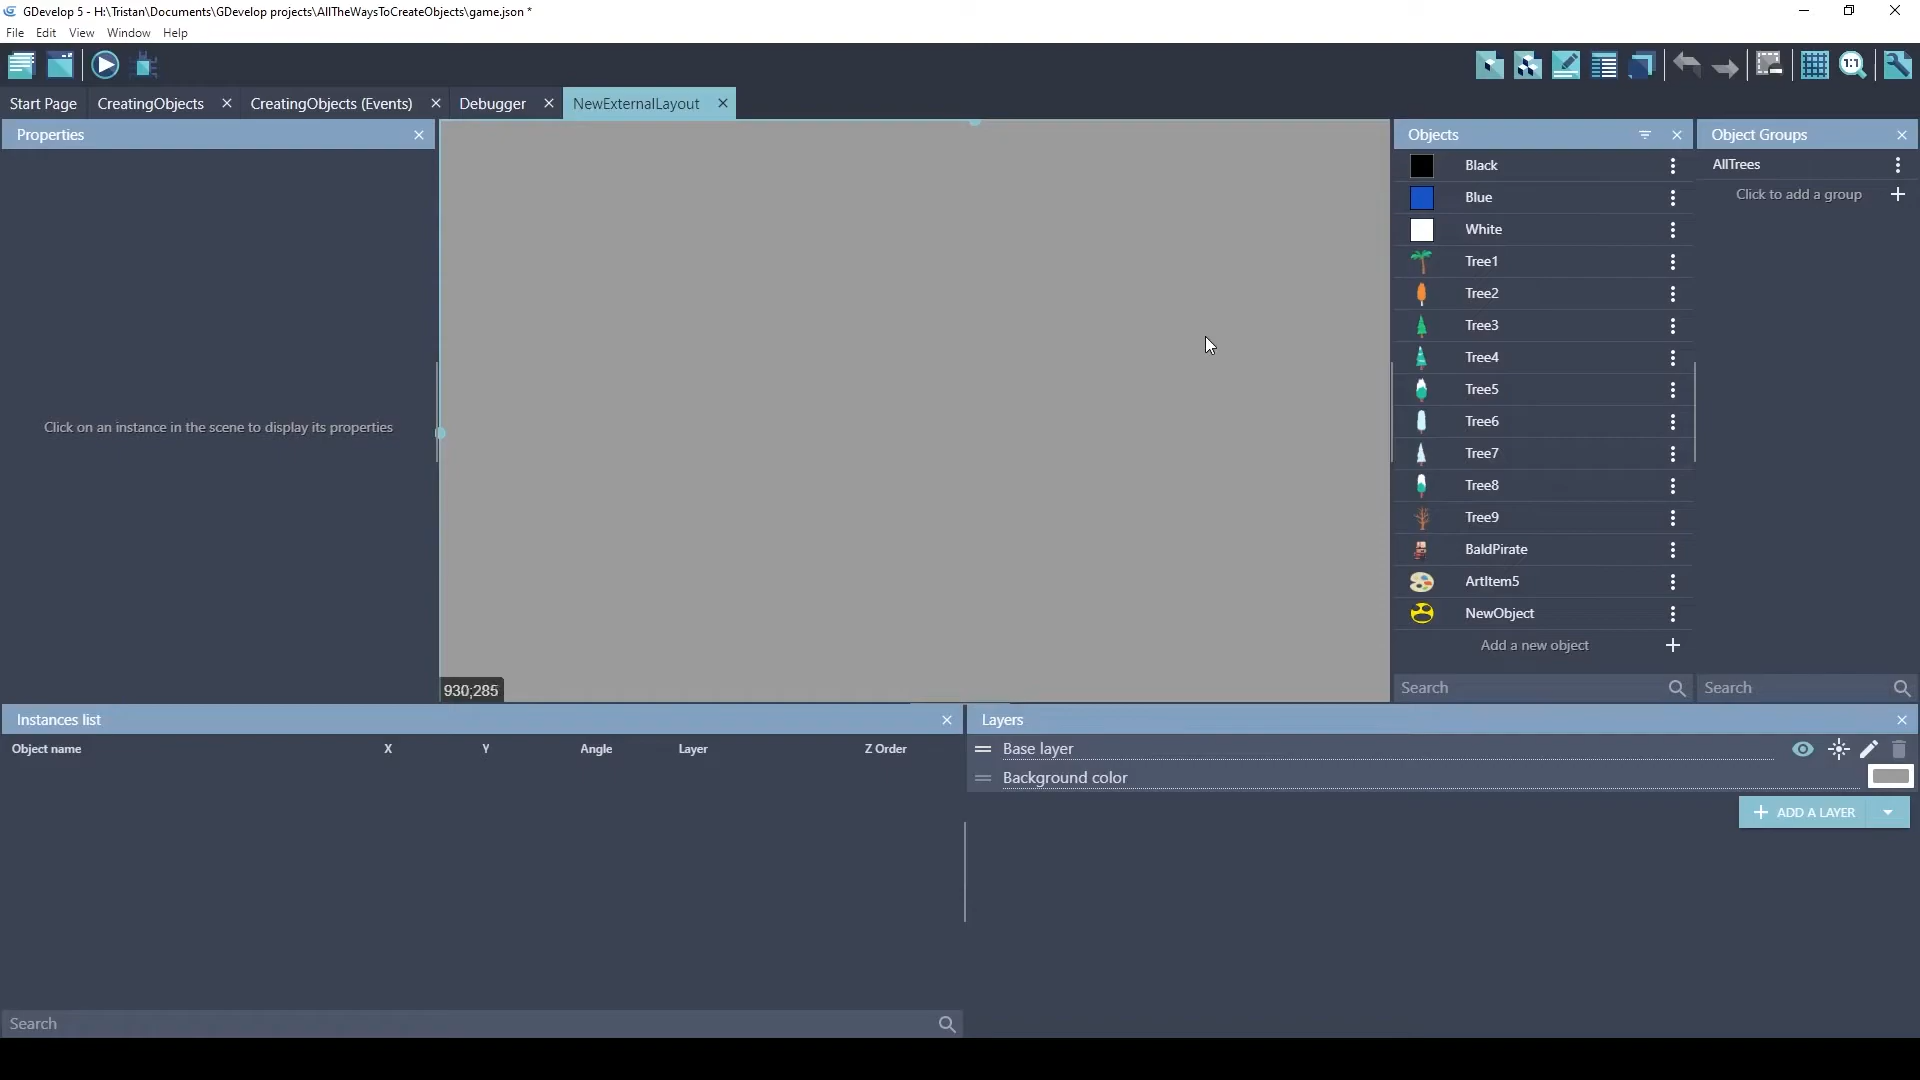 GDevelop 5 - H:\Tristan\Documents\GDevelop projects\AllTheWaysToCreateObjects\game.json *
File Edit View Window Help
1:1
Start Page CreatingObjects CreatingObjects (Events) Debugger NewExternalLayout
Properties
Click on an instance in the scene to display its properties
930;285
Objects
Black
Blue
White
Tree1
Tree2
Tree3
Tree4
Tree5
Tree6
Tree7
Tree8
Tree9
BaldPirate
ArtItem5
NewObject
Add a new object
Search
Object Groups
AllTrees
Click to add a group
Search
Instances list
Object name X Y Angle Layer Z Order
Search
Layers
Base layer
Background color
ADD A LAYER